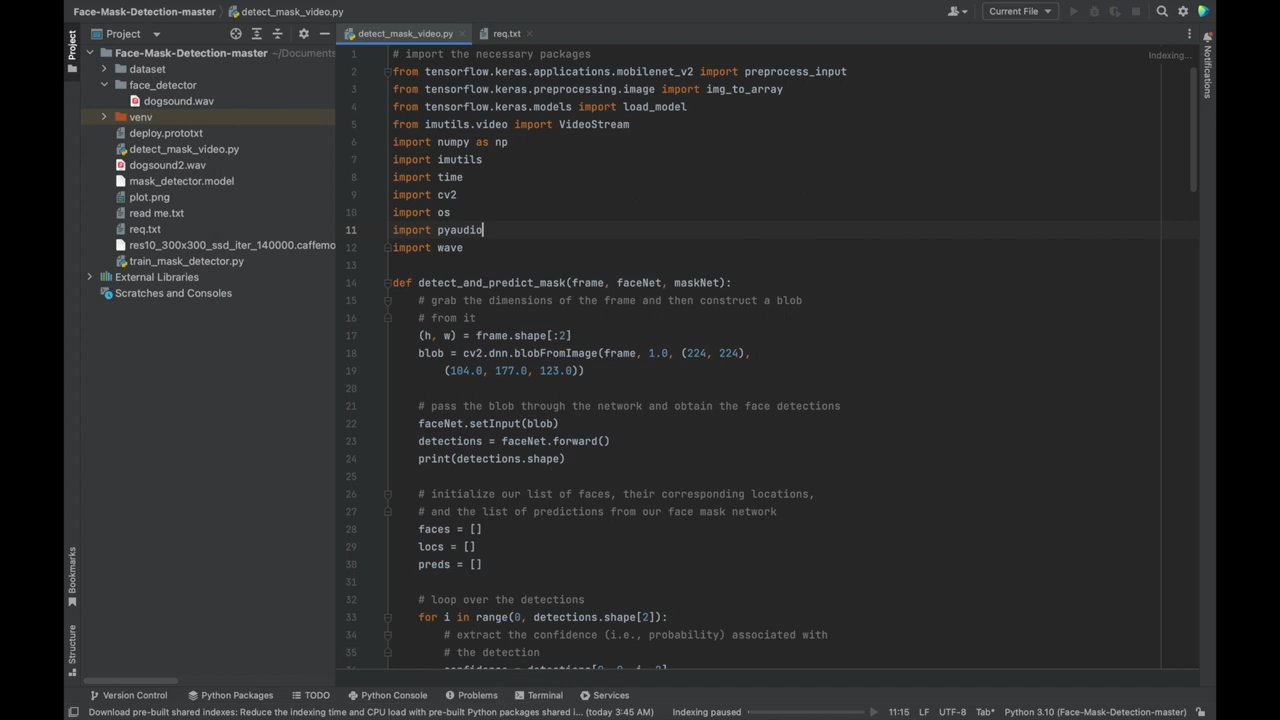 Face-Mask-Detection-master
detect_mask_video.py
Current File
Project
Project
detect_mask_video.py
req.txt
Face-Mask-Detection-master ~/Documents
dataset
face_detector
dogsound.wav
venv
deploy.prototxt
detect_mask_video.py
dogsound2.wav
mask_detector.model
plot.png
read me.txt
req.txt
res10_300x300_ssd_iter_140000.caffemo
train_mask_detector.py
External Libraries
Scratches and Consoles
Indexing...
Notifications
1 # import the necessary packages
2 from tensorflow.keras.applications.mobilenet_v2 import preprocess_input
3 from tensorflow.keras.preprocessing.image import img_to_array
4 from tensorflow.keras.models import load_model
5 from imutils.video import VideoStream
6 import numpy as np
7 import imutils
8 import time
9 import cv2
10 import os
11 import pyaudio
12 import wave
13
14 def detect_and_predict_mask(frame, faceNet, maskNet):
15 # grab the dimensions of the frame and then construct a blob
16 # from it
17 (h, w) = frame.shape[:2]
18 blob = cv2.dnn.blobFromImage(frame, 1.0, (224, 224),
19 (104.0, 177.0, 123.0))
20
21 # pass the blob through the network and obtain the face detections
22 faceNet.setInput(blob)
23 detections = faceNet.forward()
24 print(detections.shape)
25
26 # initialize our list of faces, their corresponding locations,
27 # and the list of predictions from our face mask network
28 faces = []
29 locs = []
30 preds = []
31
32 # loop over the detections
33 for i in range(0, detections.shape[2]):
34 # extract the confidence (i.e., probability) associated with
35 # the detection
Bookmarks
Structure
Version Control
Python Packages
TODO
Python Console
Problems
Terminal
Services
Download pre-built shared indexes: Reduce the indexing time and CPU load with pre-built Python packages shared i... (today 3:45 AM)
Indexing paused
11:15
LF
UTF-8
Tab*
Python 3.10 (Face-Mask-Detection-master)